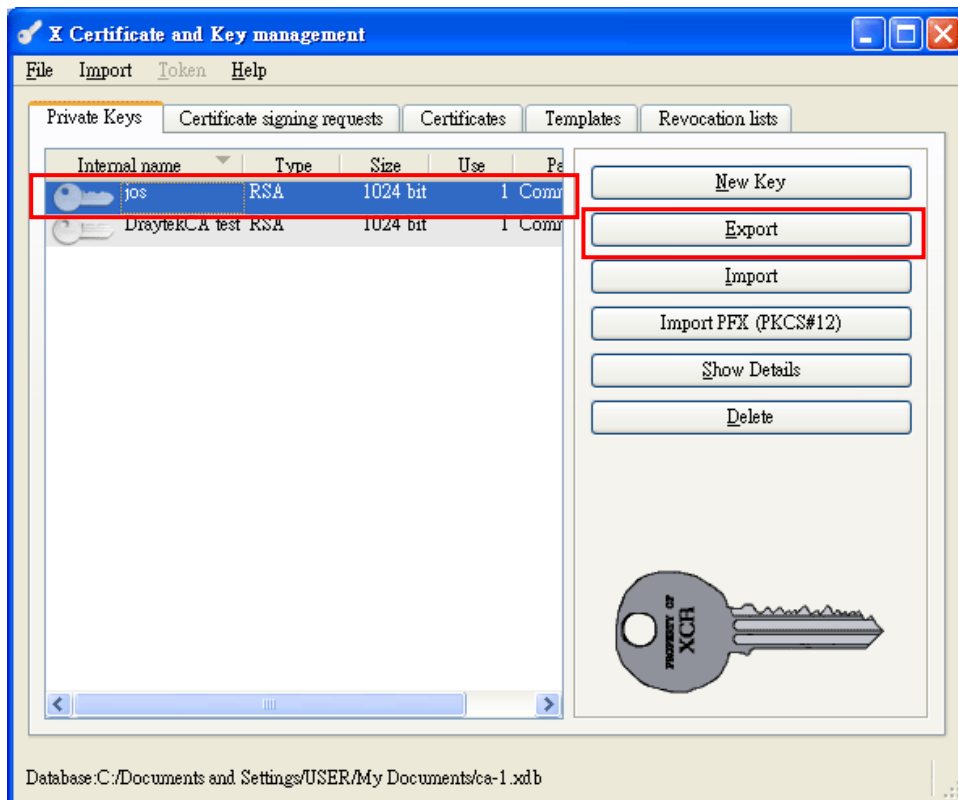 X Certificate and Key management
File Import Token Help
Private Keys Certificate signing requests Certificates Templates Revocation lists
Internal name Type Size Use Pa
jos RSA 1024 bit 1 Comm
DraytekCA test RSA 1024 bit 1 Comm
New Key
Export
Import
Import PFX (PKCS#12)
Show Details
Delete
PROPERTY OF
XCA
Database:C:/Documents and Settings/USER/My Documents/ca-1.xdb